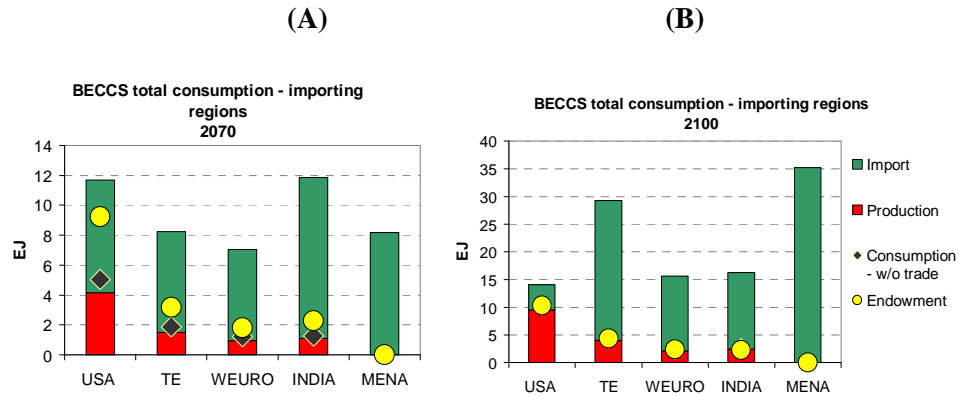 (A)
(B)
BECCS total consumption - importing
regions
2070
14
12
10
8
6
4
2
0
EJ
USA TE WEURO INDIA MENA
BECCS total consumption - importing regions
2100
40
35
30
25
20
15
10
5
0
EJ
USA TE WEURO INDIA MENA
Import
Production
Consumption
- w/o trade
Endowment